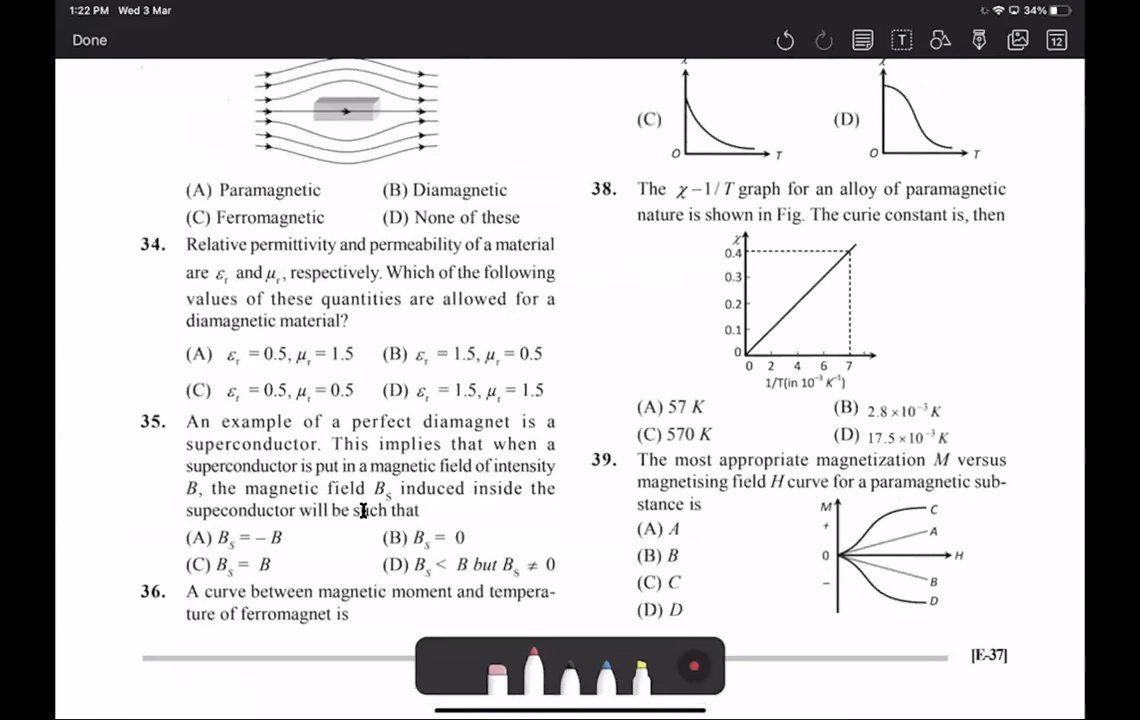 1:22 PM Wed 3 Mar
34%
Done
T
12
(A) Paramagnetic (B) Diamagnetic
(C) Ferromagnetic (D) None of these
34. Relative permittivity and permeability of a material
are εr and μr, respectively. Which of the following
values of these quantities are allowed for a
diamagnetic material?
(A) εr = 0.5, μr = 1.5 (B) εr = 1.5, μr = 0.5
(C) εr = 0.5, μr = 0.5 (D) εr = 1.5, μr = 1.5
35. An example of a perfect diamagnet is a
superconductor. This implies that when a
superconductor is put in a magnetic field of intensity
B, the magnetic field Bs induced inside the
supeconductor will be such that
(A) Bs = – B (B) Bs = 0
(C) Bs = B (D) Bs < B but Bs ≠ 0
36. A curve between magnetic moment and tempera-
ture of ferromagnet is
(C) O T (D) O T
38. The χ–1/T graph for an alloy of paramagnetic
nature is shown in Fig. The curie constant is, then
χ
0.4
0.3
0.2
0.1
0
0 2 4 6 7
1/T(in 10⁻³ K⁻¹)
(A) 57 K (B) 2.8×10⁻³ K
(C) 570 K (D) 17.5×10⁻³ K
39. The most appropriate magnetization M versus
magnetising field H curve for a paramagnetic sub-
stance is
(A) A
(B) B
(C) C
(D) D
M
+
0
–
C
A
H
B
D
[E-37]